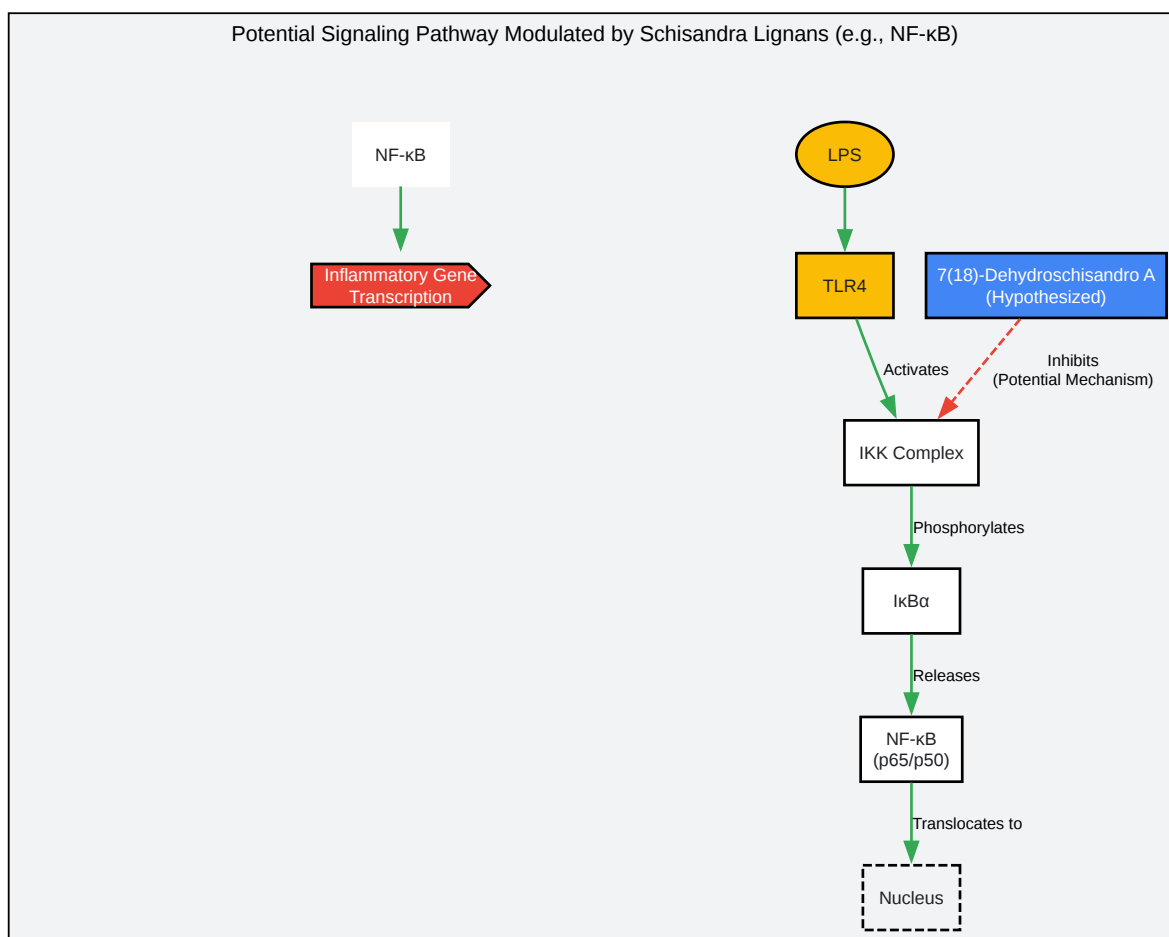 Potential Signaling Pathway Modulated by Schisandra Lignans (e.g., NF-κB)
NF-κB
LPS
Inflammatory Gene
Transcription
TLR4
7(18)-Dehydroschisandro A
(Hypothesized)
Activates
Inhibits
(Potential Mechanism)
IKK Complex
Phosphorylates
IκBα
Releases
NF-κB
(p65/p50)
Translocates to
Nucleus